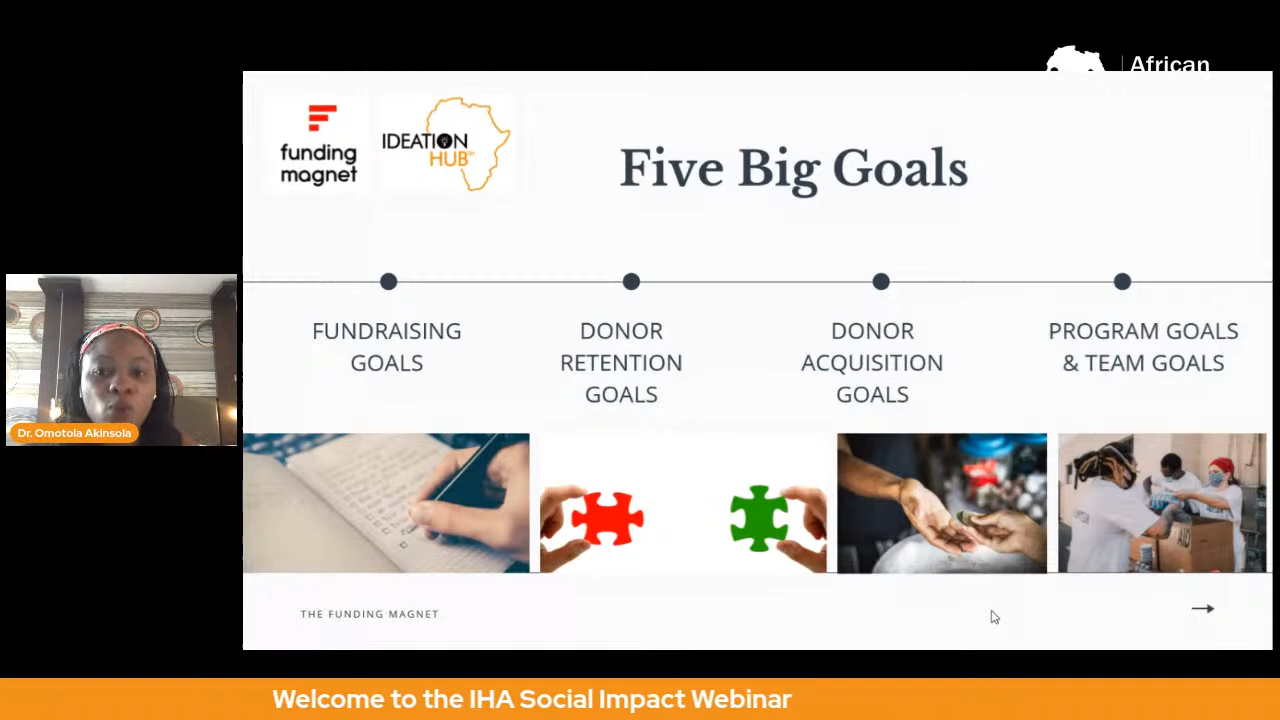 African
funding
magnet
IDEATION
HUB
Five Big Goals
FUNDRAISING
GOALS
DONOR
RETENTION
GOALS
DONOR
ACQUISITION
GOALS
PROGRAM GOALS
& TEAM GOALS
Dr. Omotola Akinsola
THE FUNDING MAGNET
Welcome to the IHA Social Impact Webinar